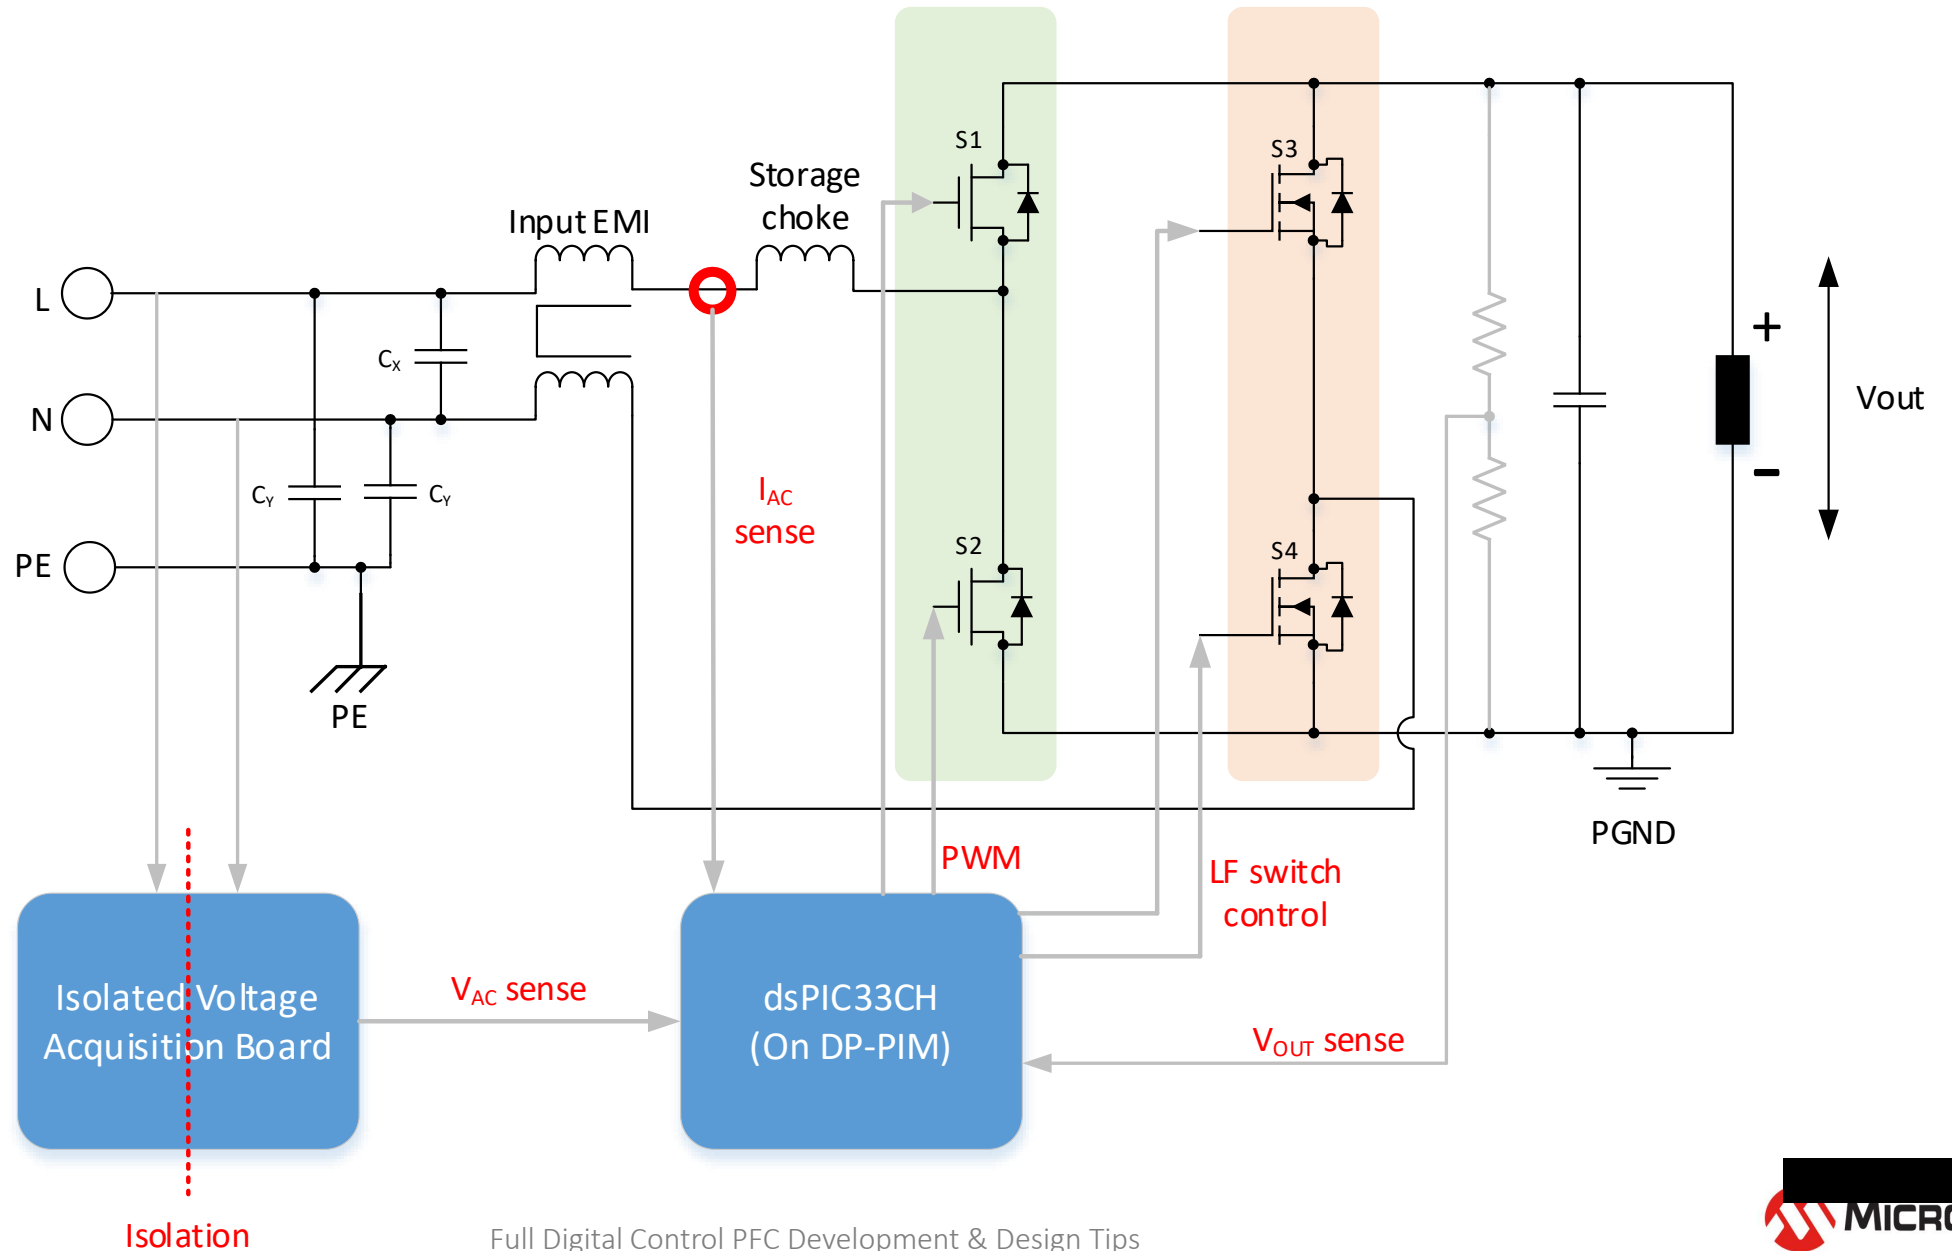 S1
S3
Storage
choke
Input EMI
L
CX
N
CY
CY
PE
PE
IAC
sense
S2
S4
+
−
Vout
PGND
PWM
LF switch
control
Isolated Voltage
Acquisition Board
VAC sense
dsPIC33CH
(On DP-PIM)
VOUT sense
Isolation
Full Digital Control PFC Development & Design Tips